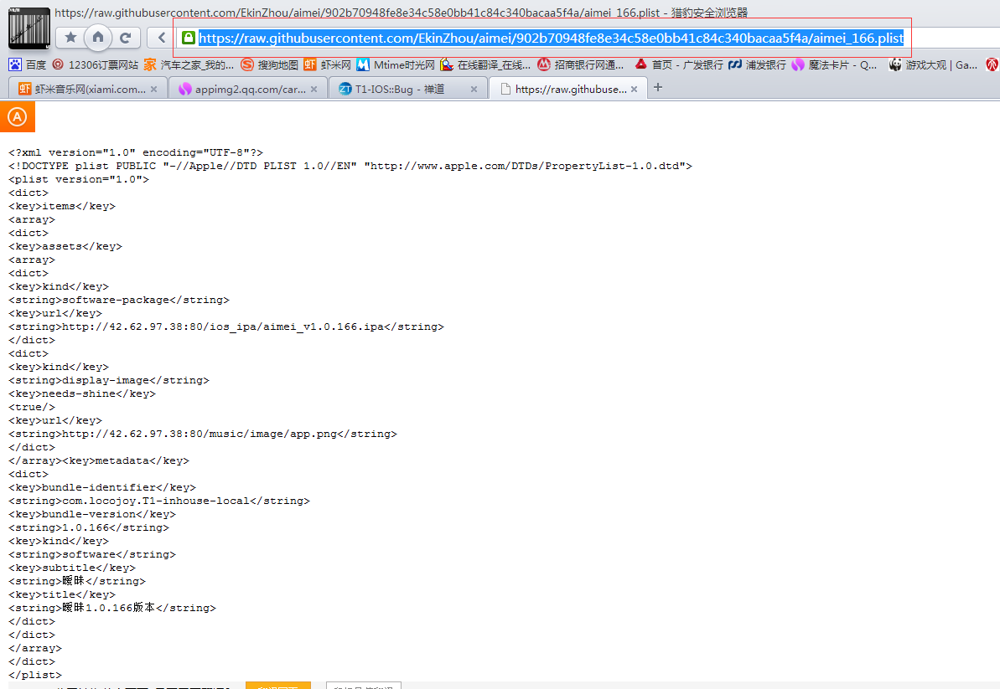 https://raw.githubusercontent.com/EkinZhou/aimei/902b70948fe8e34c58e0bb41c84c340bacaa5f4a/aimei_166.plist - 猎豹安全浏览器
https://raw.githubusercontent.com/EkinZhou/aimei/902b70948fe8e34c58e0bb41c84c340bacaa5f4a/aimei_166.plist
百度 12306订票网站 汽车之家_我的... 搜狗地图 虾米网 Mtime时光网 在线翻译_在线... 招商银行网通... 首页 - 广发银行 浦发银行 魔法卡片 - Q... 游戏大观 | Ga...
虾米音乐网(xiami.com... appimg2.qq.com/car... T1-IOS::Bug - 禅道 https://raw.githubuse...
<?xml version="1.0" encoding="UTF-8"?>
<!DOCTYPE plist PUBLIC "-//Apple//DTD PLIST 1.0//EN" "http://www.apple.com/DTDs/PropertyList-1.0.dtd">
<plist version="1.0">
<dict>
<key>items</key>
<array>
<dict>
<key>assets</key>
<array>
<dict>
<key>kind</key>
<string>software-package</string>
<key>url</key>
<string>http://42.62.97.38:80/ios_ipa/aimei_v1.0.166.ipa</string>
</dict>
<dict>
<key>kind</key>
<string>display-image</string>
<key>needs-shine</key>
<true/>
<key>url</key>
<string>http://42.62.97.38:80/music/image/app.png</string>
</dict>
</array><key>metadata</key>
<dict>
<key>bundle-identifier</key>
<string>com.locojoy.T1-inhouse-local</string>
<key>bundle-version</key>
<string>1.0.166</string>
<key>kind</key>
<string>software</string>
<key>subtitle</key>
<string>暧昧</string>
<key>title</key>
<string>暧昧1.0.166版本</string>
</dict>
</dict>
</array>
</dict>
</plist>